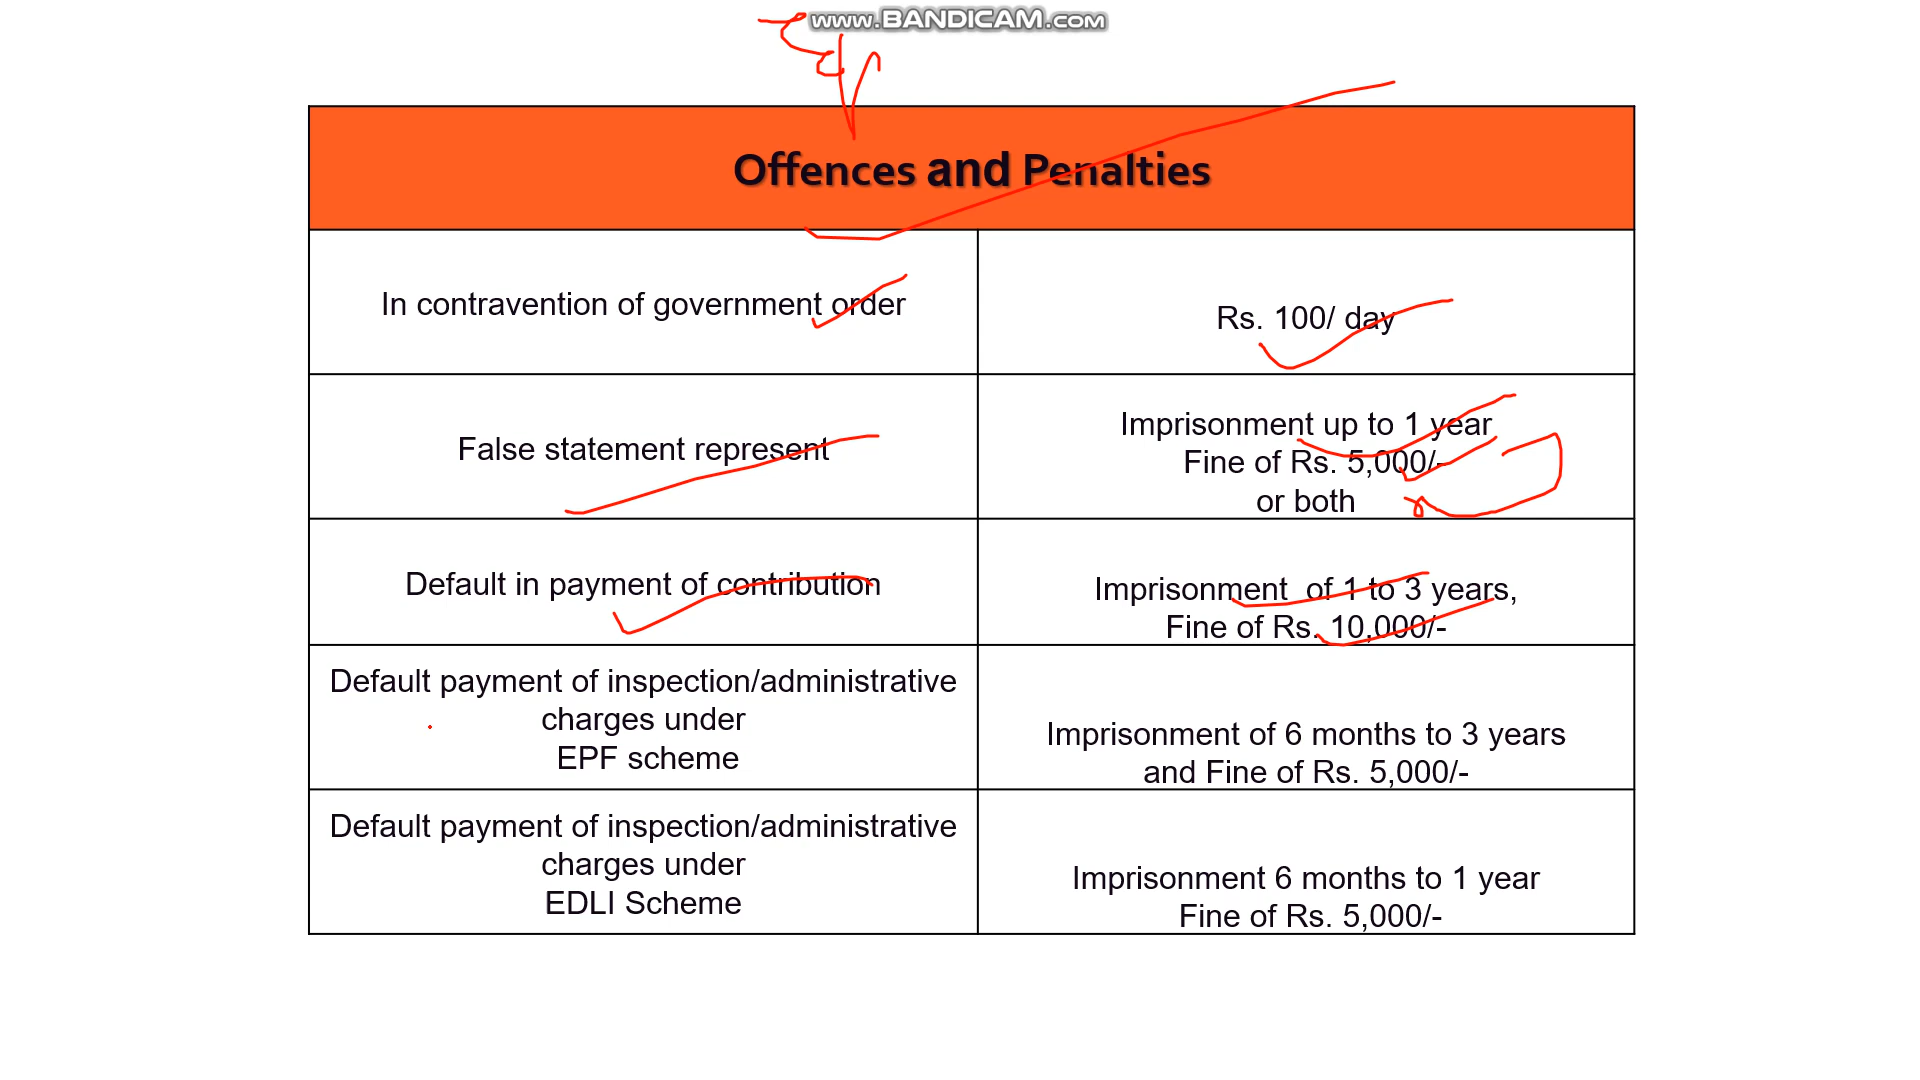 www.BANDICAM.com
Offences and Penalties
In contravention of government order
Rs. 100/ day
False statement represent
Imprisonment up to 1 year
Fine of Rs. 5,000/-
or both
Default in payment of contribution
Imprisonment of 1 to 3 years,
Fine of Rs. 10,000/-
Default payment of inspection/administrative
charges under
EPF scheme
Imprisonment of 6 months to 3 years
and Fine of Rs. 5,000/-
Default payment of inspection/administrative
charges under
EDLI Scheme
Imprisonment 6 months to 1 year
Fine of Rs. 5,000/-